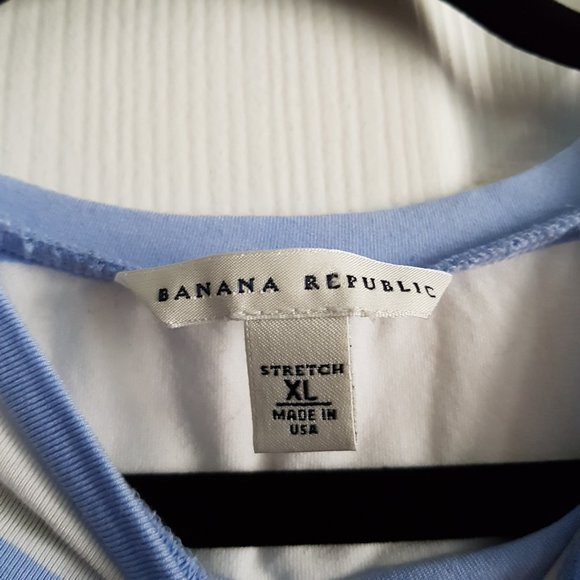 BANANA REPUBLIC
STRETCH
XL
MADE IN
USA